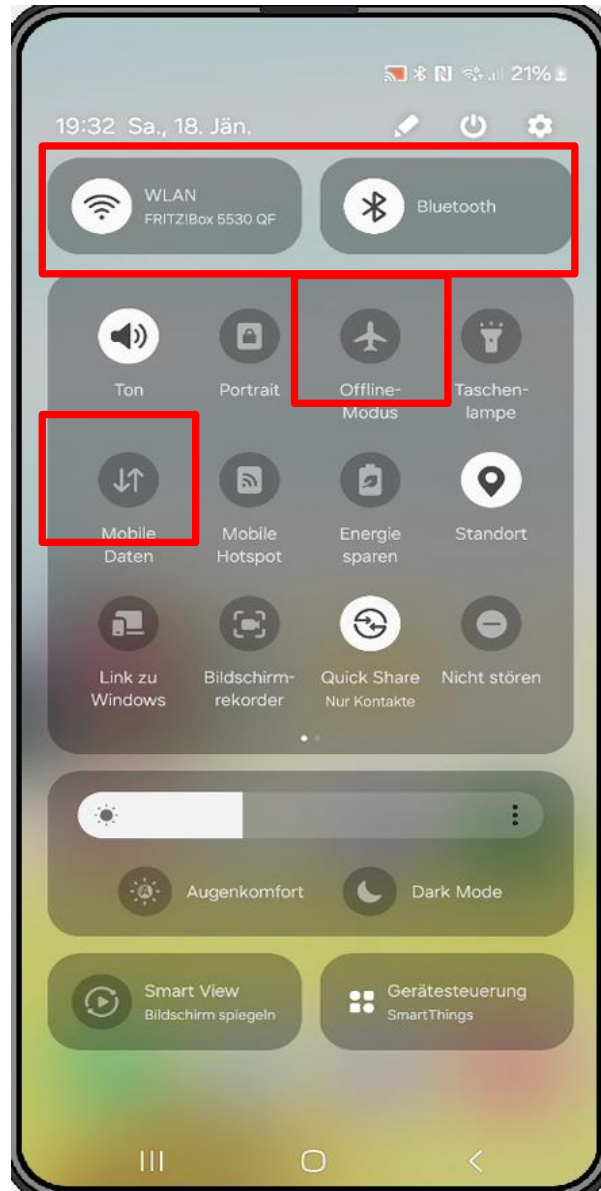 21%
19:32 Sa., 18. Jän.
WLAN
FRITZ!Box 5530 QF
Bluetooth
Ton
Portrait
Offline-
Modus
Taschen-
lampe
Mobile
Daten
Mobile
Hotspot
Energie
sparen
Standort
Link zu
Windows
Bildschirm-
rekorder
Quick Share
Nur Kontakte
Nicht stören
Augenkomfort
Dark Mode
Smart View
Bildschirm spiegeln
Gerätesteuerung
SmartThings